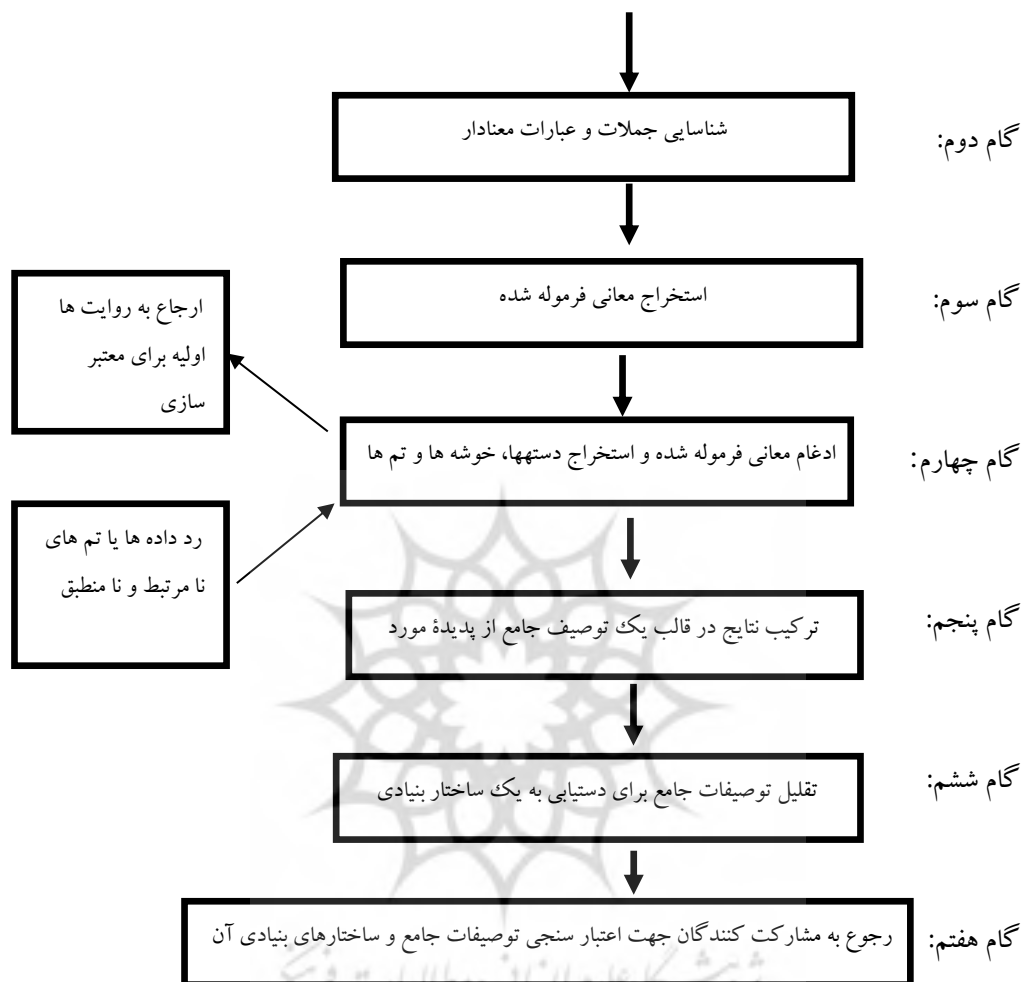 گام دوم:
شناسایی جملات و عبارات معنادار
گام سوم:
استخراج معانی فرموله شده
ارجاع به روایت ها
اولیه برای معتبر
سازی
گام چهارم:
ادغام معانی فرموله شده و استخراج دستهها، خوشه ها و تم ها
رد داده ها یا تم های
نا مرتبط و نا منطبق
گام پنجم:
ترکیب نتایج در قالب یک توصیف جامع از پدیدۀ مورد
گام ششم:
تقلیل توصیفات جامع برای دستیابی به یک ساختار بنیادی
گام هفتم:
رجوع به مشارکت کنندگان جهت اعتبار سنجی توصیفات جامع و ساختارهای بنیادی آن